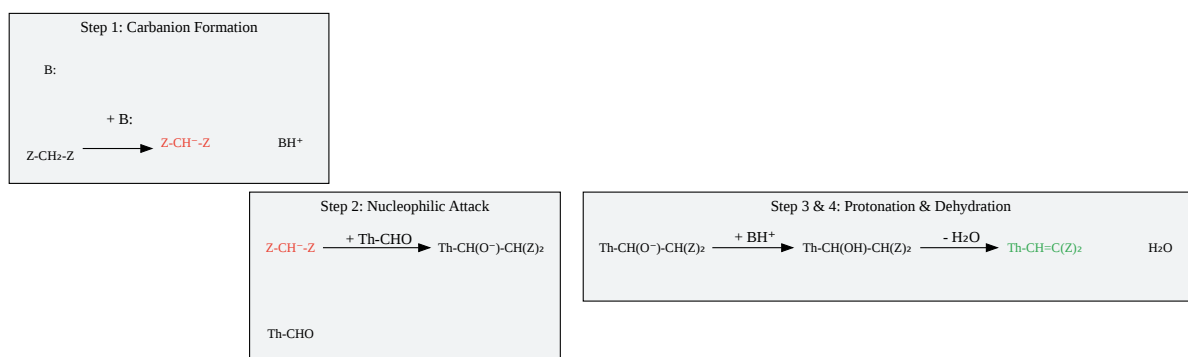 Step 1: Carbanion Formation
B:
+ B:
Z-CH₂-Z
Z-CH⁻-Z
BH⁺
Step 2: Nucleophilic Attack
Z-CH⁻-Z
+ Th-CHO
Th-CH(O⁻)-CH(Z)₂
Th-CHO
Step 3 & 4: Protonation & Dehydration
Th-CH(O⁻)-CH(Z)₂
+ BH⁺
Th-CH(OH)-CH(Z)₂
- H₂O
Th-CH=C(Z)₂
H₂O